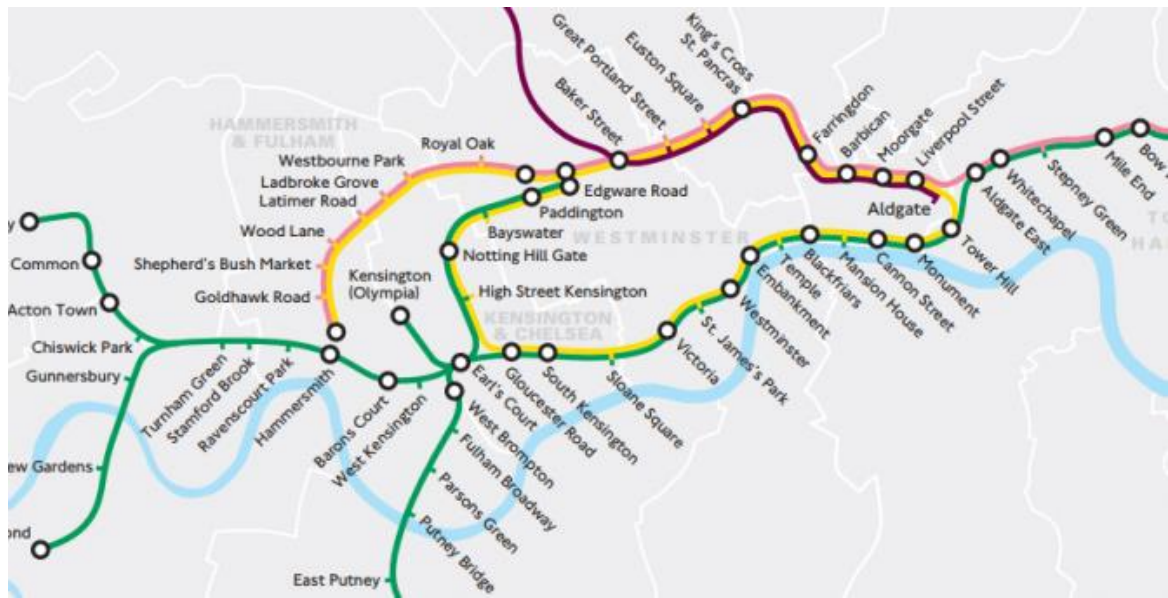 King's Cross
St. Pancras
Euston Square
Great Portland Street
Baker Street
Farringdon
Barbican
Moorgate
Liverpool Street
Aldgate
HAMMERSMITH
& FULHAM
Royal Oak
Westbourne Park
Ladbroke Grove
Latimer Road
Wood Lane
Shepherd's Bush Market
Goldhawk Road
Edgware Road
Paddington
Bayswater
Notting Hill Gate
WESTMINSTER
Kensington
(Olympia)
High Street Kensington
KENSINGTON
& CHELSEA
y
Common
Acton Town
Chiswick Park
Gunnersbury
ew Gardens
ond
Turnham Green
Stamford Brook
Ravenscourt Park
Hammersmith
Barons Court
West Kensington
Earl's Court
West Brompton
Fulham Broadway
Parsons Green
Putney Bridge
East Putney
Gloucester Road
South Kensington
Sloane Square
Victoria
St. James's Park
Westminster
Embankment
Temple
Blackfriars
Mansion House
Cannon Street
Monument
Tower Hill
Aldgate East
Whitechapel
Stepney Green
Mile End
Bow
TO
HA